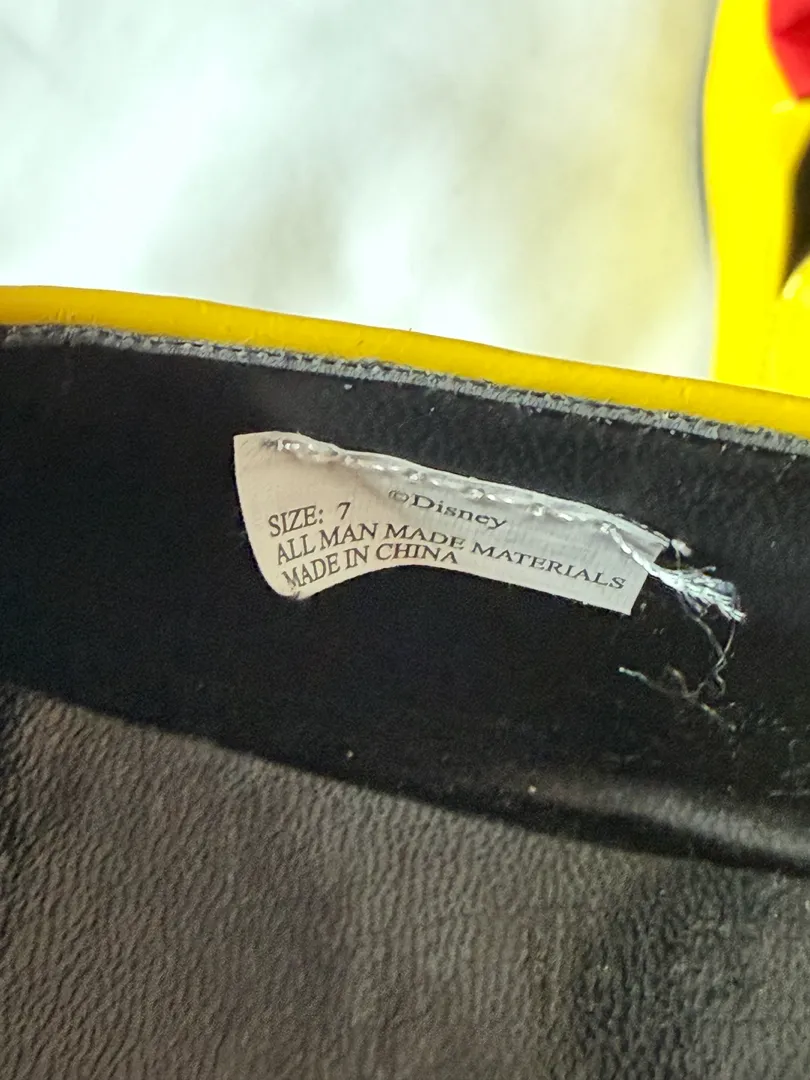 ©Disney
SIZE: 7
ALL MAN MADE MATERIALS
MADE IN CHINA